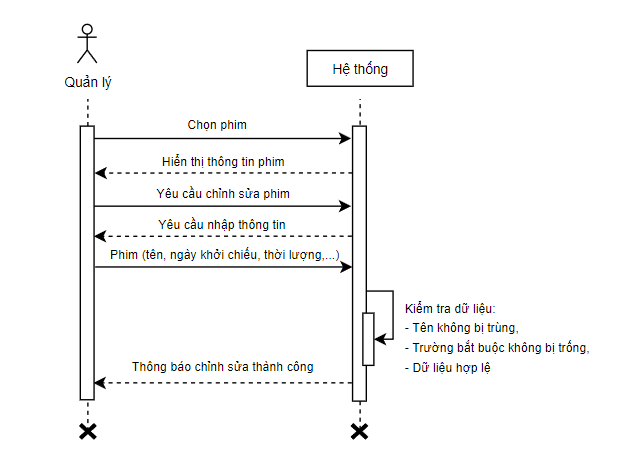 Quản lý
Hệ thống
Chọn phim
Hiển thị thông tin phim
Yêu cầu chỉnh sửa phim
Yêu cầu nhập thông tin
Phim (tên, ngày khởi chiếu, thời lượng,...)
Kiểm tra dữ liệu:
- Tên không bị trùng,
- Trường bắt buộc không bị trống,
- Dữ liệu hợp lệ
Thông báo chỉnh sửa thành công